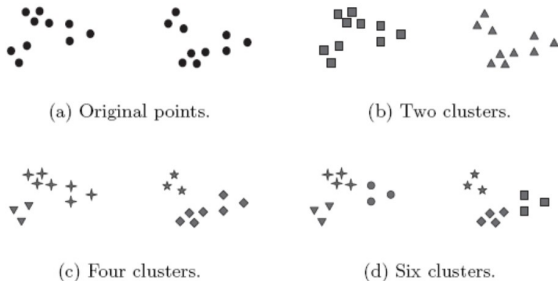 (a) Original points.
(b) Two clusters.
(c) Four clusters.
(d) Six clusters.